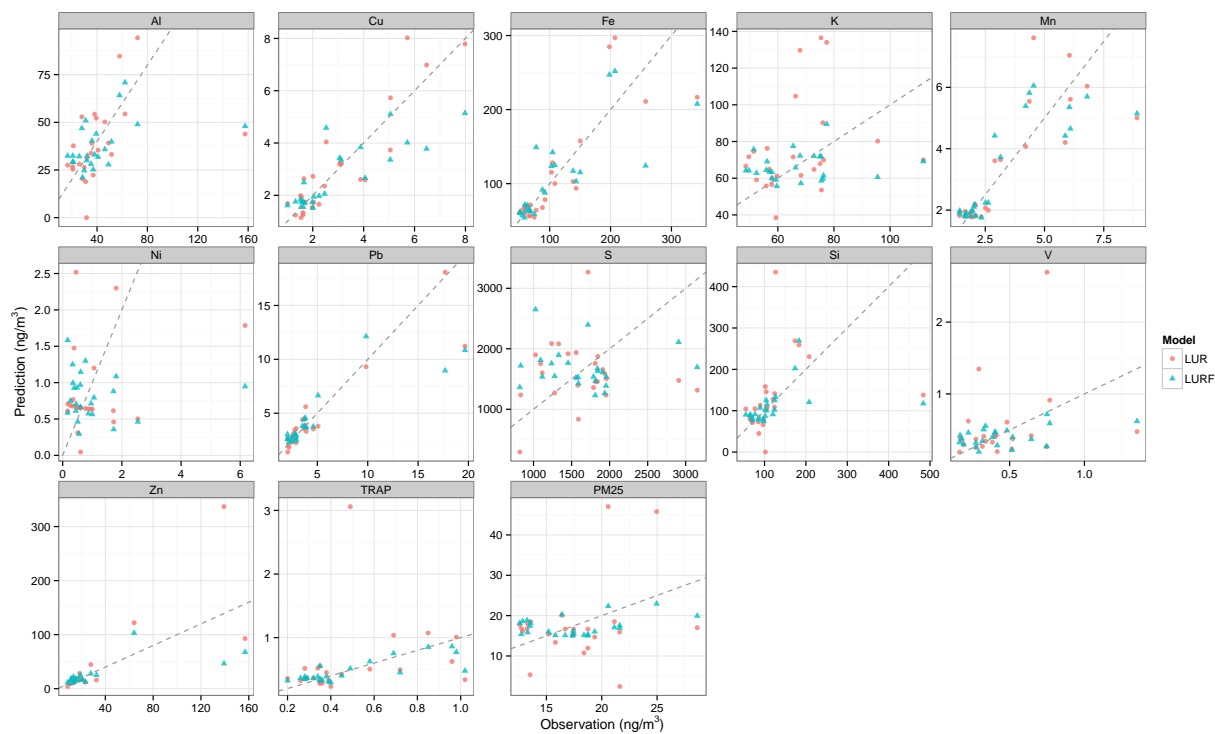 Al Cu Fe K Mn
75
50
25
0
40 80 120 160
8
6
4
2
2 4 6 8
300
200
100
100 200 300
140
120
100
80
60
40
50 60 70 80 90 100 110
6
4
2
2.5 5.0 7.5
Ni Pb S Si V
2.5
2.0
1.5
1.0
0.5
0.0
0 2 4 6
15
10
5
5 10 15 20
3000
2000
1000
1000 1500 2000 2500 3000
400
300
200
100
0
100 200 300 400 500
2
1
0.5 1.0
Zn TRAP PM25
300
200
100
0
40 80 120 160
3
2
1
0.2 0.4 0.6 0.8 1.0
40
30
20
10
15 20 25
Prediction (ng/m³)
Observation (ng/m³)
Model
LUR
LURF